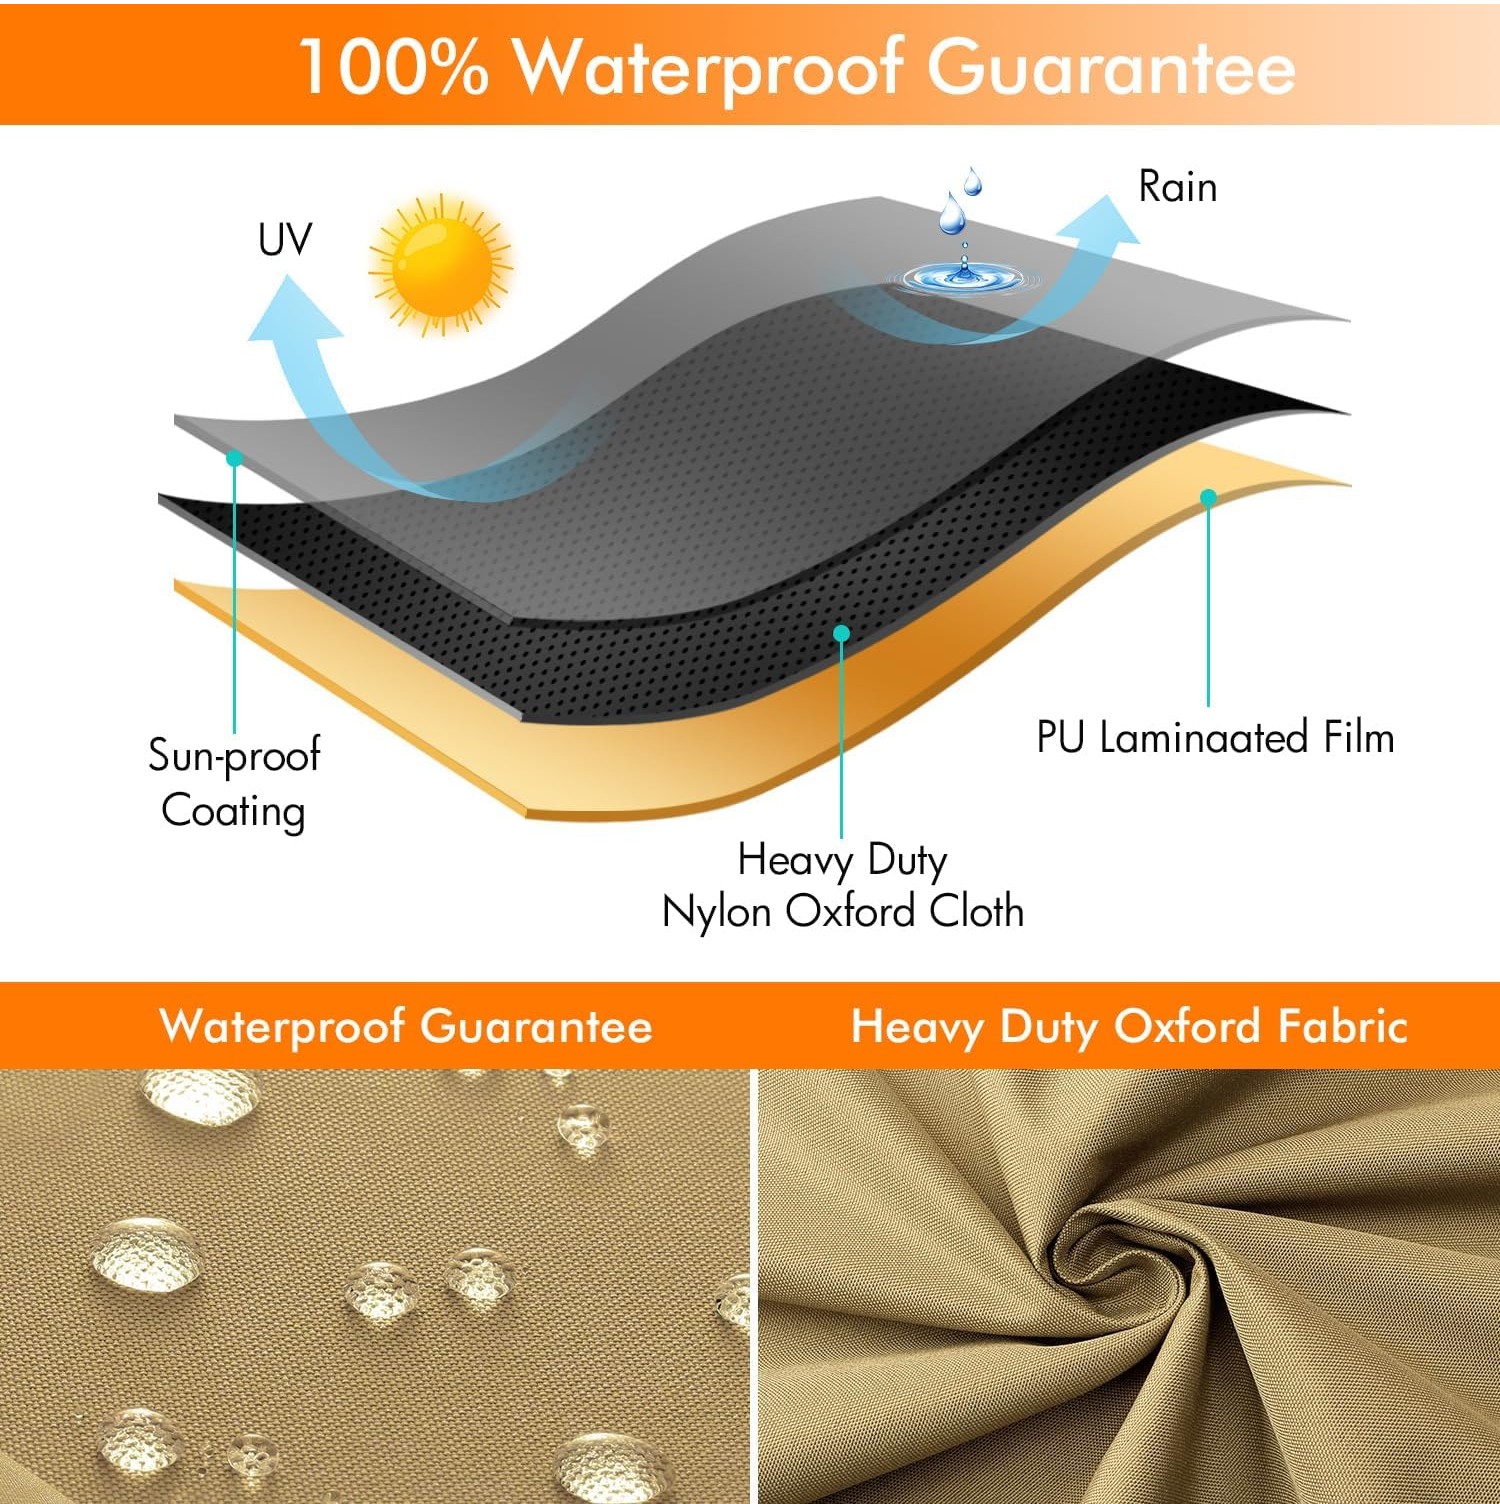 100% Waterproof Guarantee
Rain
UV
PU Laminaated Film
Sun-proof
Coating
Heavy Duty
Nylon Oxford Cloth
Waterproof Guarantee
Heavy Duty Oxford Fabric